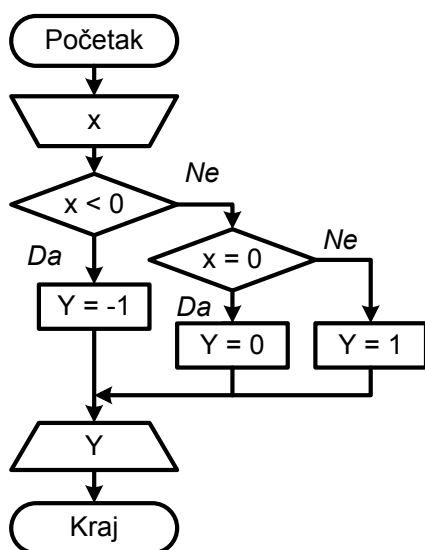 Početak
x
Ne
x < 0
Ne
Da
x = 0
Y = -1
Da
Y = 0
Y = 1
Y
Kraj